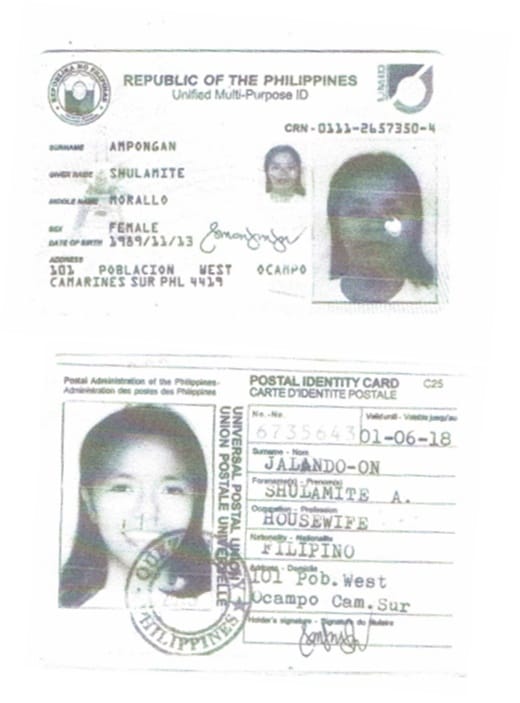 REPUBLIC OF THE PHILIPPINES
Unified Multi-Purpose ID
CRN - 0111-2657350-4
SURNAME AMPONGAN
GIVEN NAME SHULAMITE
MIDDLE NAME MORALLO
SEX FEMALE
DATE OF BIRTH 1989/11/13
ADDRESS
101 POBLACION WEST OCAMPO
CAMARINES SUR PHL 4419
Postal Administration of the Philippines-
Administration des postes des Philippines
UNIVERSAL POSTAL UNION
UNION POSTALE UNIVERSELLE
PHILIPPINES
POSTAL IDENTITY CARD C25
CARTE D'IDENTITE POSTALE
No. -No. Valid until - Valable jusqu'au
6735643 01-06-18
Surname - Nom
JALANDO-ON
Forename(s) - Prenom(s)
SHULAMITE A.
Occupation - Profession
HOUSEWIFE
Nationality - Nationalite
FILIPINO
Address - Domicile
101 Pob. West
Ocampo Cam.Sur
Holder's signature - Signature du titulaire